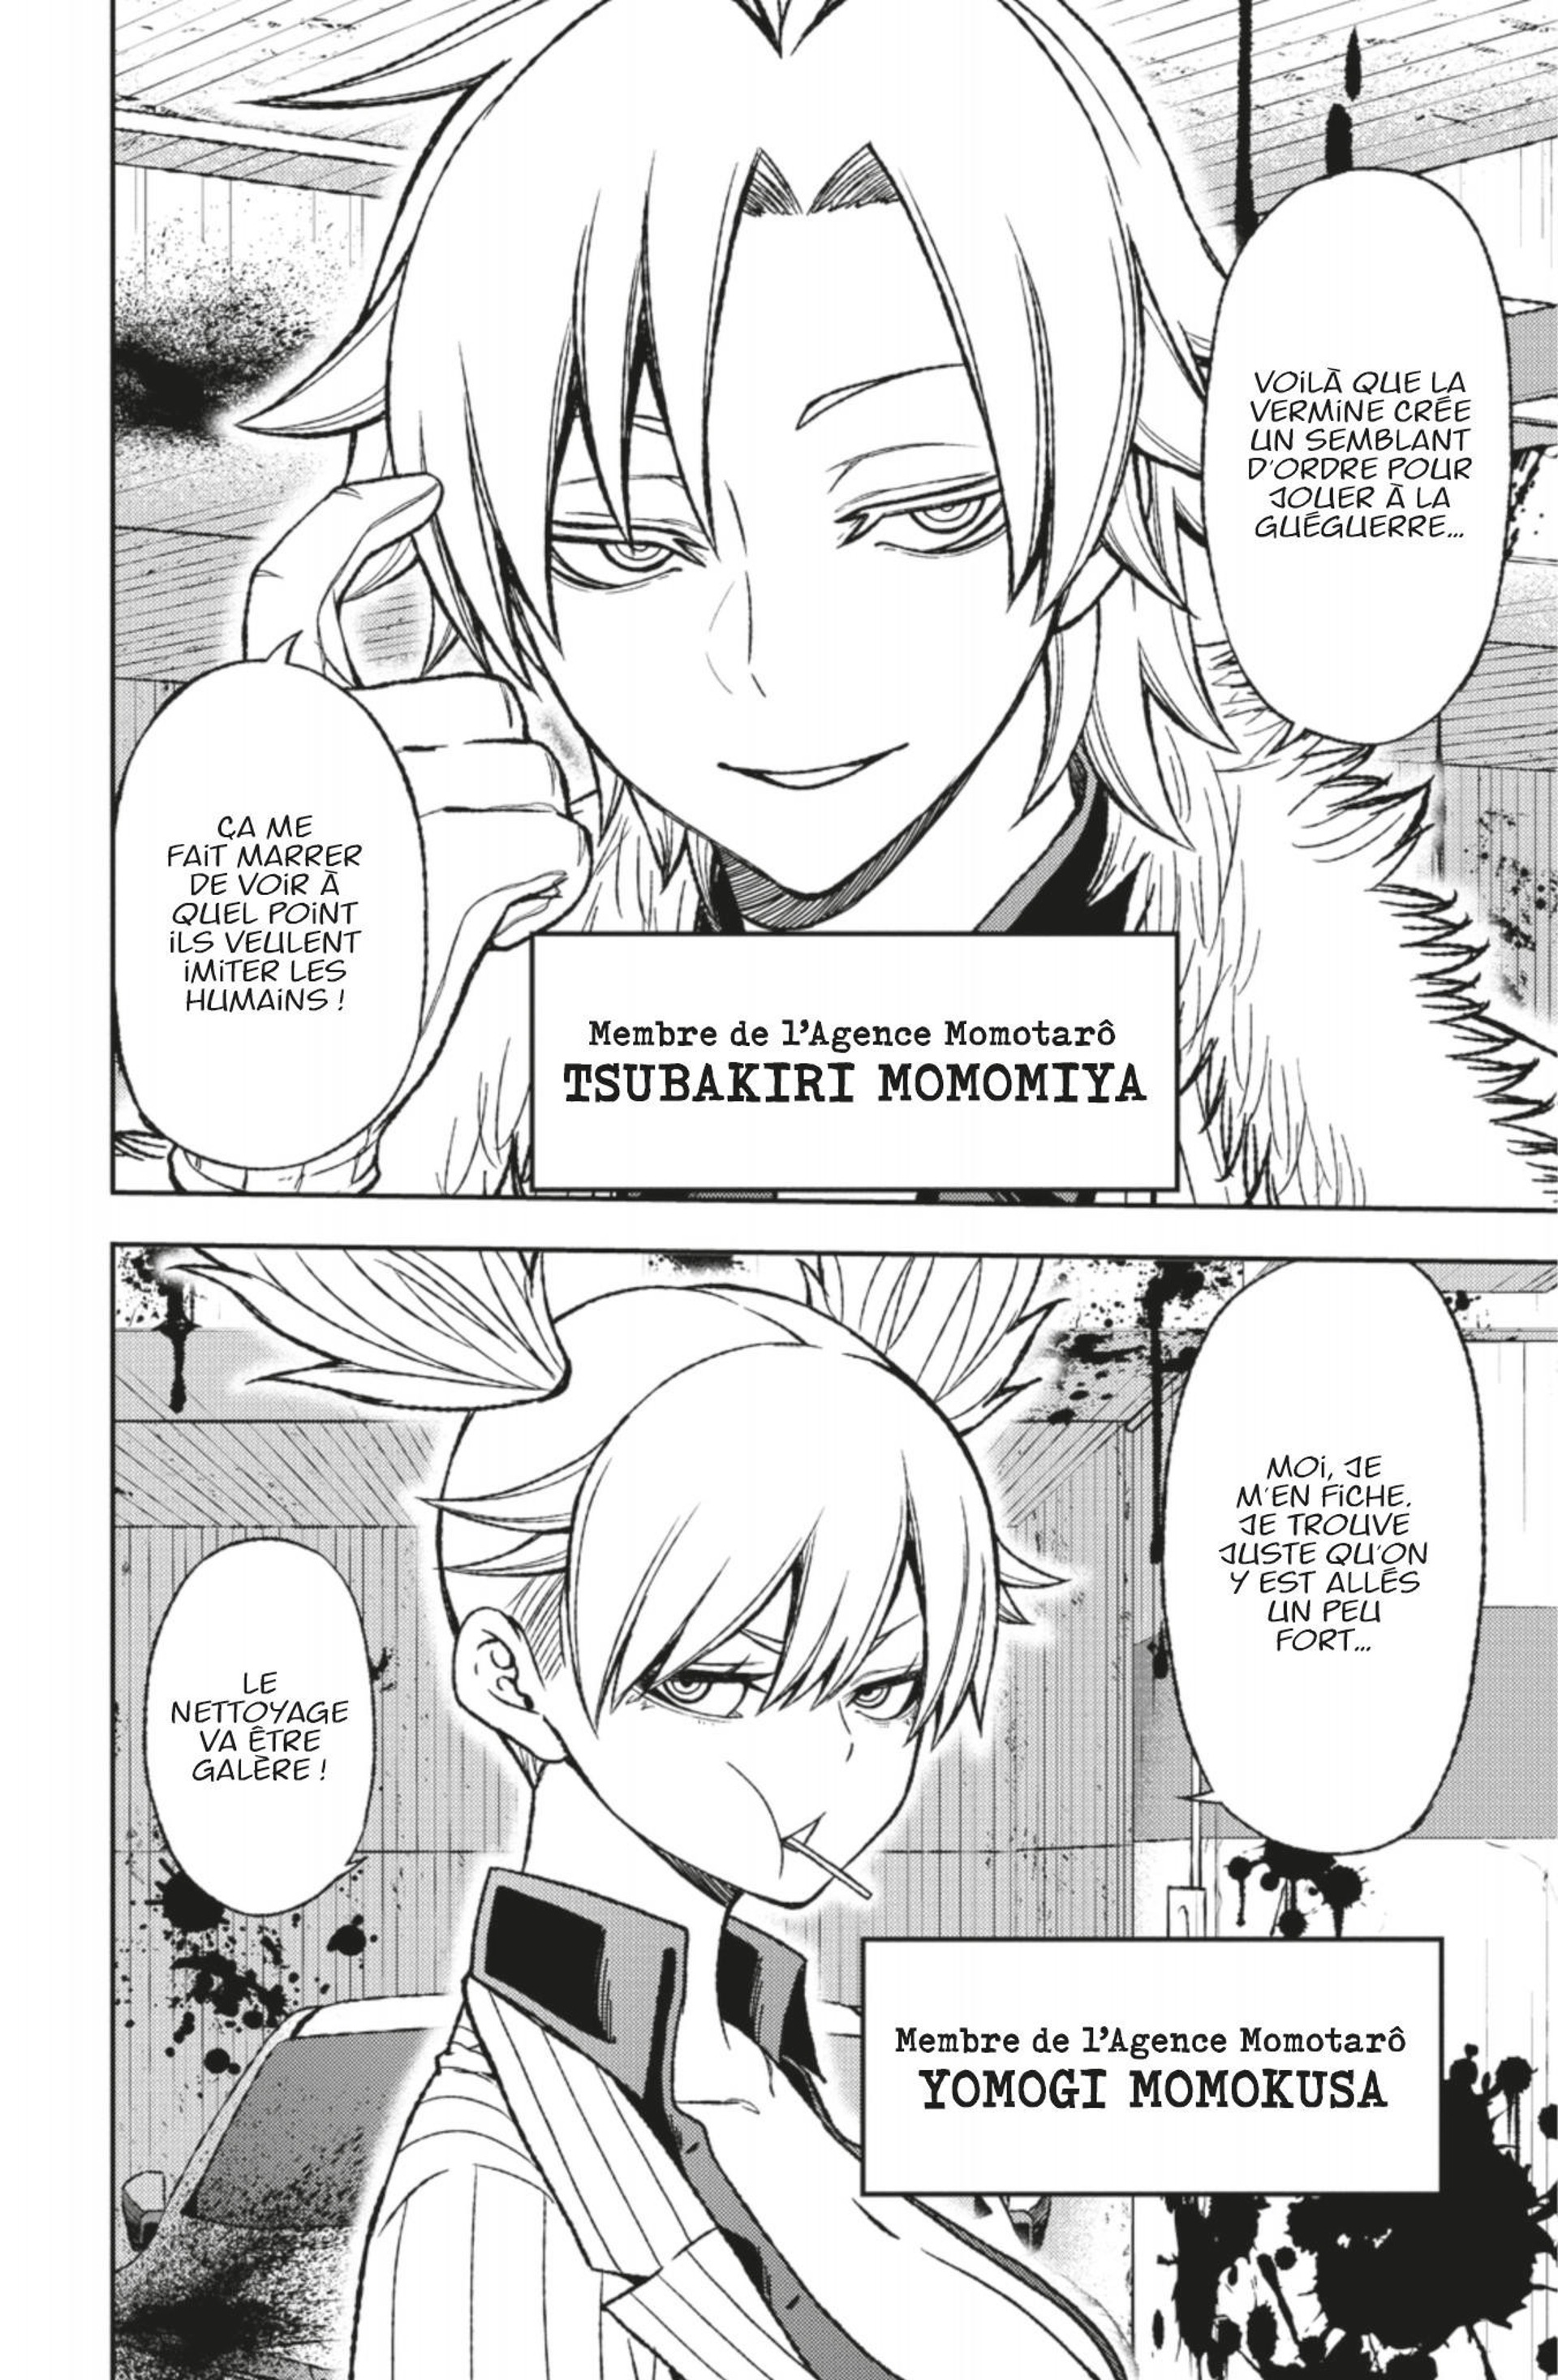 VOILÀ QUE LA
VERMINE CRÉE
UN SEMBLANT
D'ORDRE POUR
JOUER À LA
GUÉGUERRE...
ÇA ME
FAIT MARRER
DE VOIR À
QUEL POINT
ILS VEULENT
IMITER LES
HUMAINS !
Membre de l'Agence Momotarô
TSUBAKIRI MOMOMIYA
MOI, JE
M'EN FICHE.
JE TROUVE
JUSTE QU'ON
Y EST ALLÉS
UN PEU
FORT...
LE
NETTOYAGE
VA ÊTRE
GALÈRE !
Membre de l'Agence Momotarô
YOMOGI MOMOKUSA